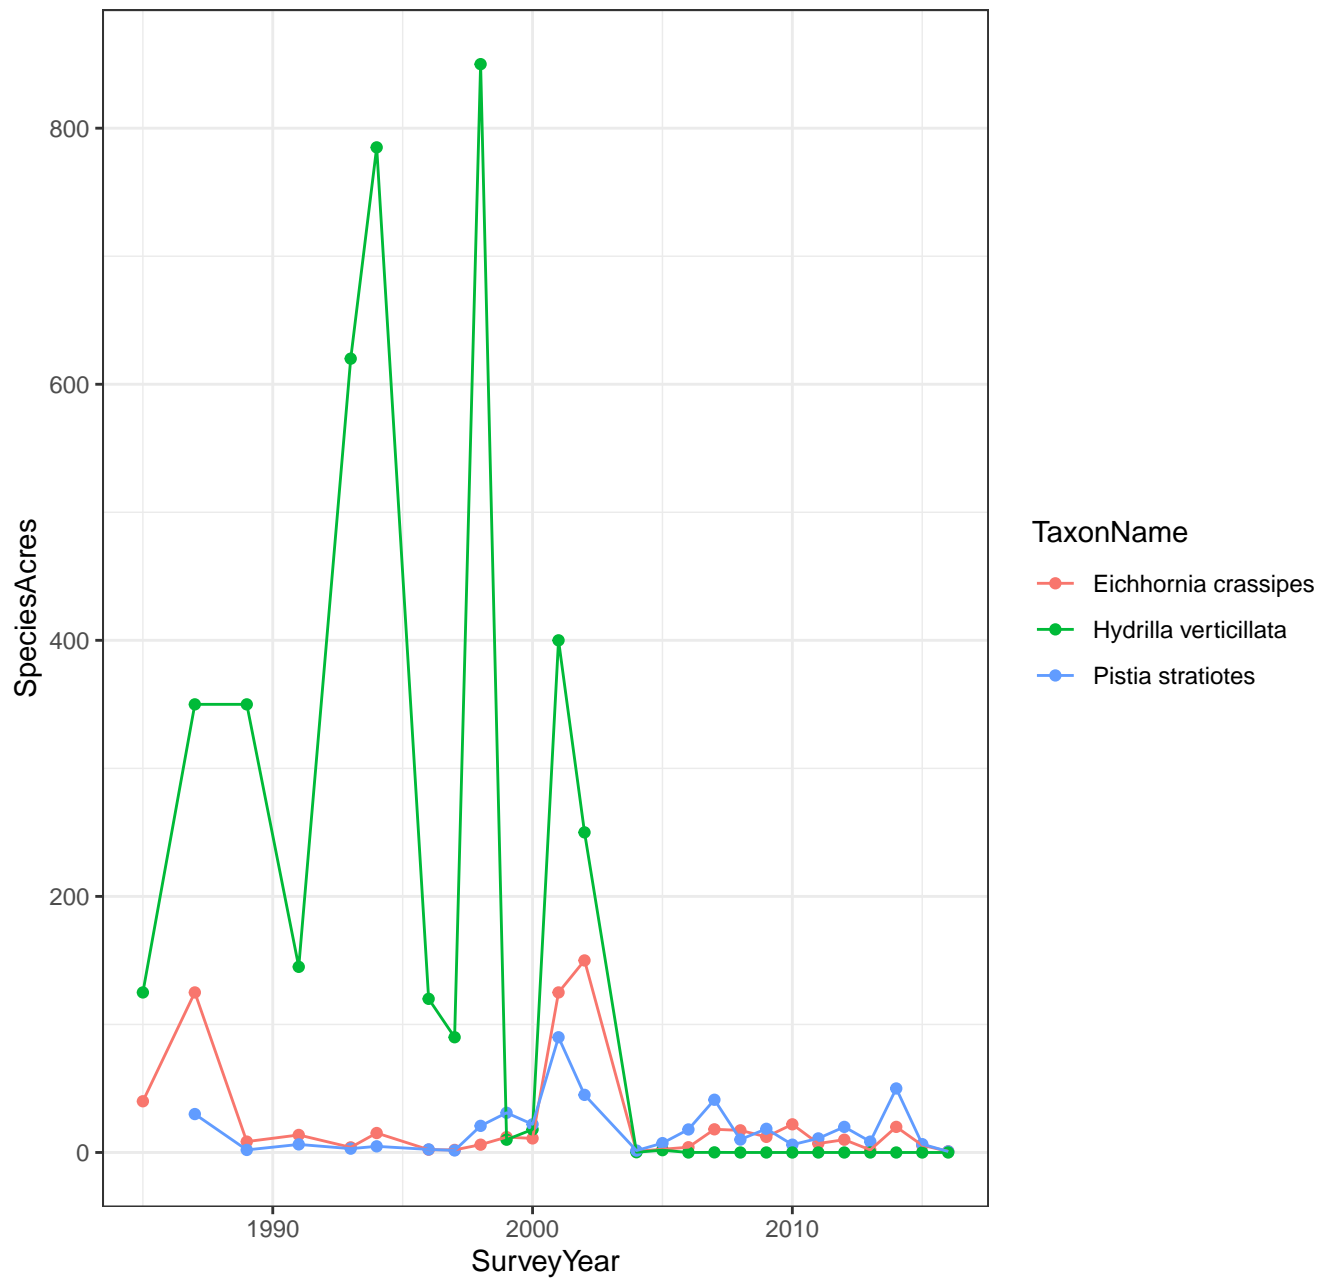 800
600
400
200
0
SpeciesAcres
1990
2000
2010
SurveyYear
TaxonName
Eichhornia crassipes
Hydrilla verticillata
Pistia stratiotes